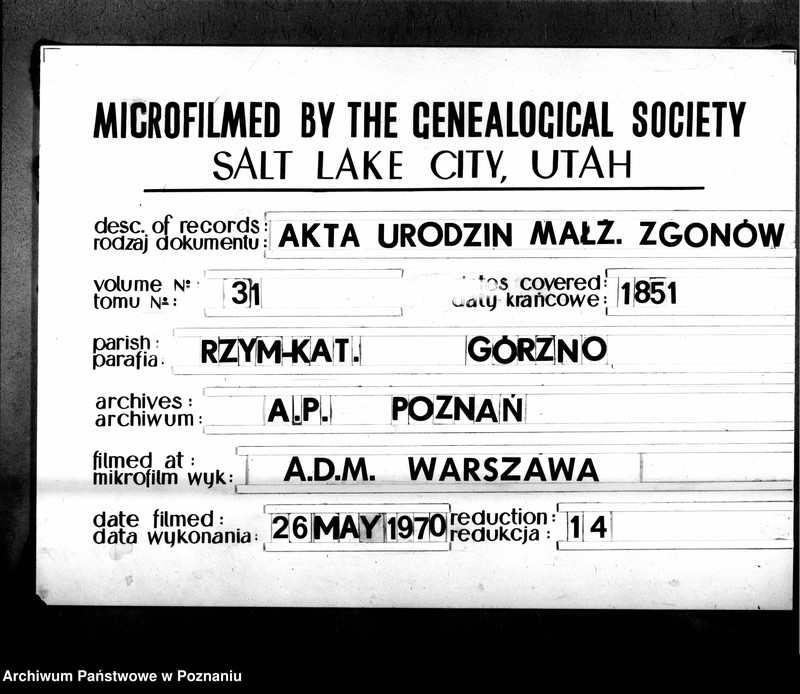 MICROFILMED BY THE GENEALOGICAL SOCIETY
SALT LAKE CITY, UTAH
desc. of records: AKTA URODZIN MAŁŻ. ZGONÓW
rodzaj dokumentu:
volume №: 31 covered: 1851
tomu №: daty krańcowe:
parish: RZYM-KAT. GÓRZNO
parafia:
archives: A.P. POZNAŃ
archiwum:
filmed at: A.D.M. WARSZAWA
mikrofilm wyk:
date filmed: 26 MAY 1970 reduction: 14
data wykonania: redukcja:
Archiwum Państwowe w Poznaniu